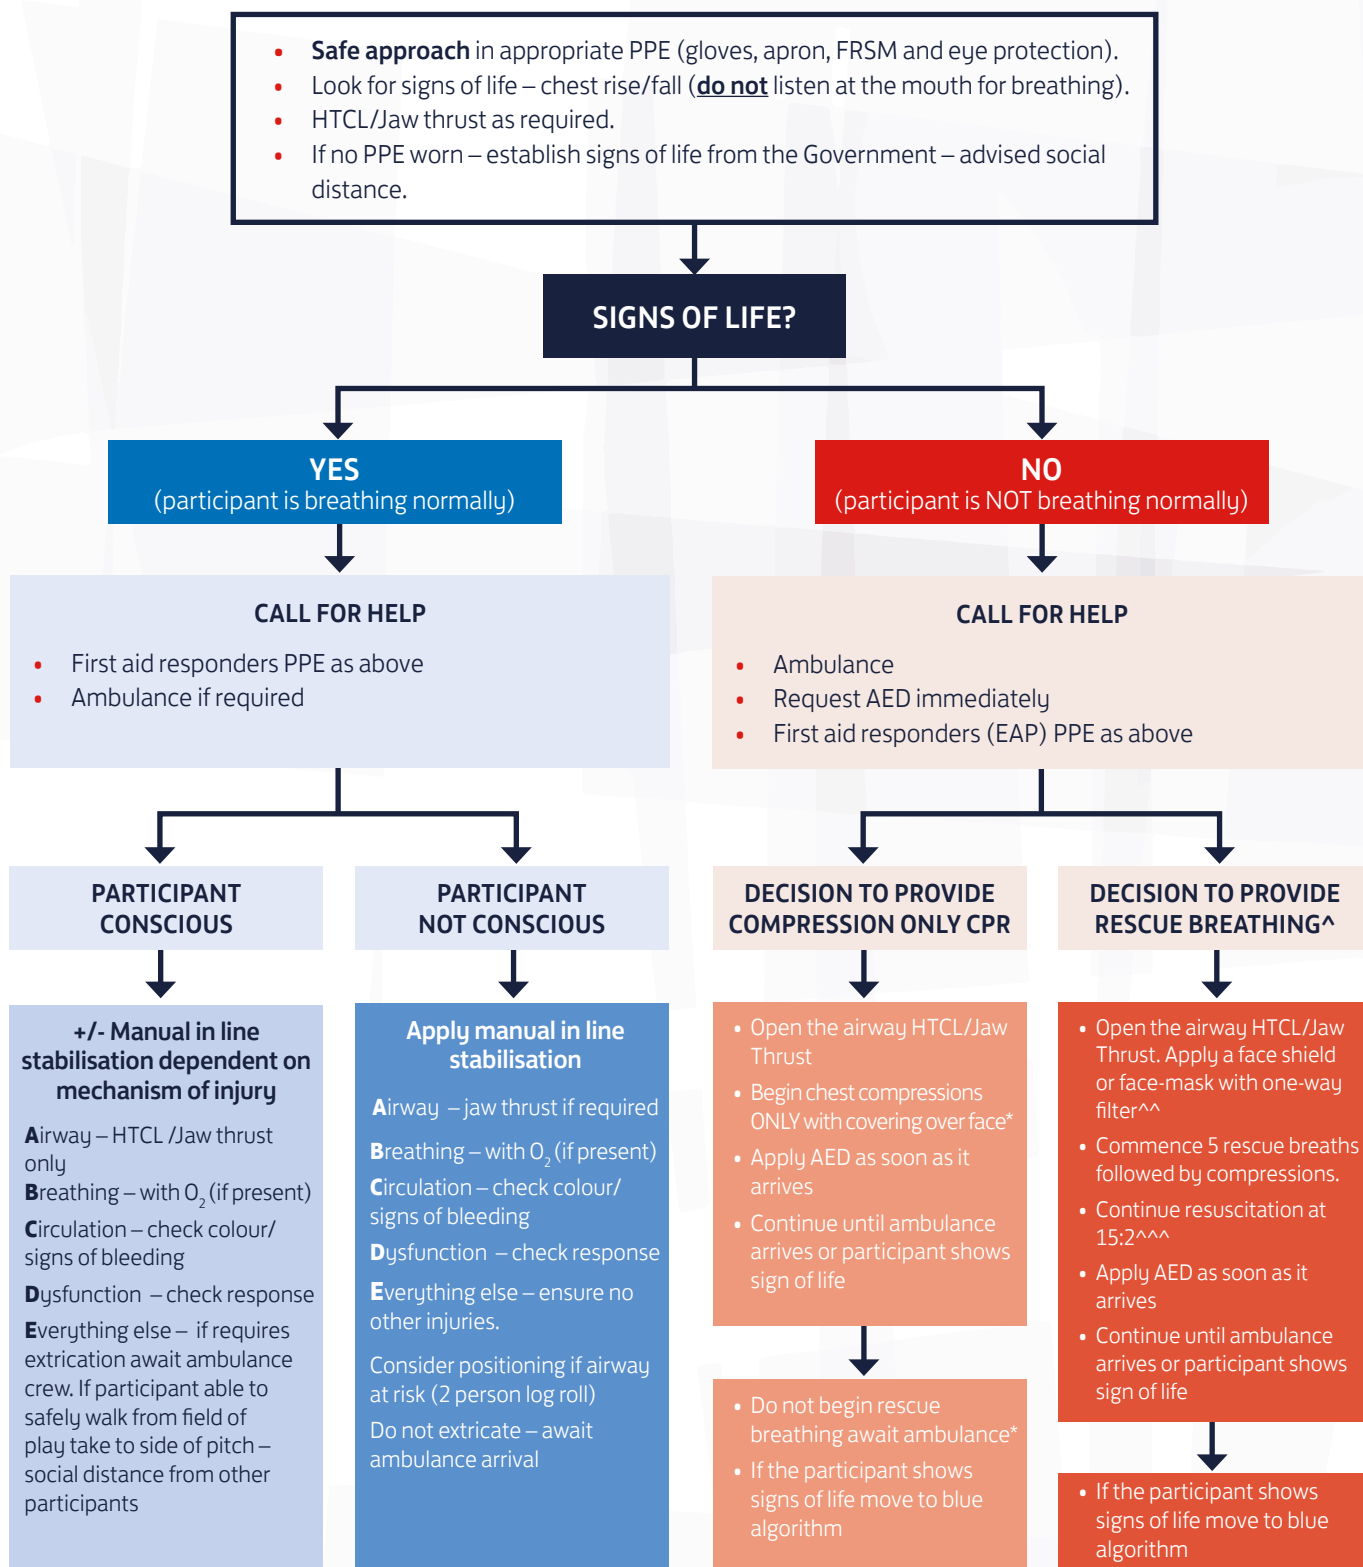 • Safe approach in appropriate PPE (gloves, apron, FRSM and eye protection).
• Look for signs of life – chest rise/fall (do not listen at the mouth for breathing).
• HTCL/Jaw thrust as required.
• If no PPE worn – establish signs of life from the Government – advised social
distance.
SIGNS OF LIFE?
YES
(participant is breathing normally)
NO
(participant is NOT breathing normally)
CALL FOR HELP
• First aid responders PPE as above
• Ambulance if required
CALL FOR HELP
• Ambulance
• Request AED immediately
• First aid responders (EAP) PPE as above
PARTICIPANT
CONSCIOUS
PARTICIPANT
NOT CONSCIOUS
DECISION TO PROVIDE
COMPRESSION ONLY CPR
DECISION TO PROVIDE
RESCUE BREATHING^
+/- Manual in line
stabilisation dependent on
mechanism of injury
Airway – HTCL /Jaw thrust
only
Breathing – with O2 (if present)
Circulation – check colour/
signs of bleeding
Dysfunction – check response
Everything else – if requires
extrication await ambulance
crew. If participant able to
safely walk from field of
play take to side of pitch –
social distance from other
participants
Apply manual in line
stabilisation
Airway – jaw thrust if required
Breathing – with O2 (if present)
Circulation – check colour/
signs of bleeding
Dysfunction – check response
Everything else – ensure no
other injuries.
Consider positioning if airway
at risk (2 person log roll)
Do not extricate – await
ambulance arrival
• Open the airway HTCL/Jaw
Thrust
• Begin chest compressions
ONLY with covering over face*
• Apply AED as soon as it
arrives
• Continue until ambulance
arrives or participant shows
sign of life
• Do not begin rescue
breathing await ambulance*
• If the participant shows
signs of life move to blue
algorithm
• Open the airway HTCL/Jaw
Thrust. Apply a face shield
or face-mask with one-way
filter^^
• Commence 5 rescue breaths
followed by compressions.
• Continue resuscitation at
15:2^^^
• Apply AED as soon as it
arrives
• Continue until ambulance
arrives or participant shows
sign of life
• If the participant shows
signs of life move to blue
algorithm